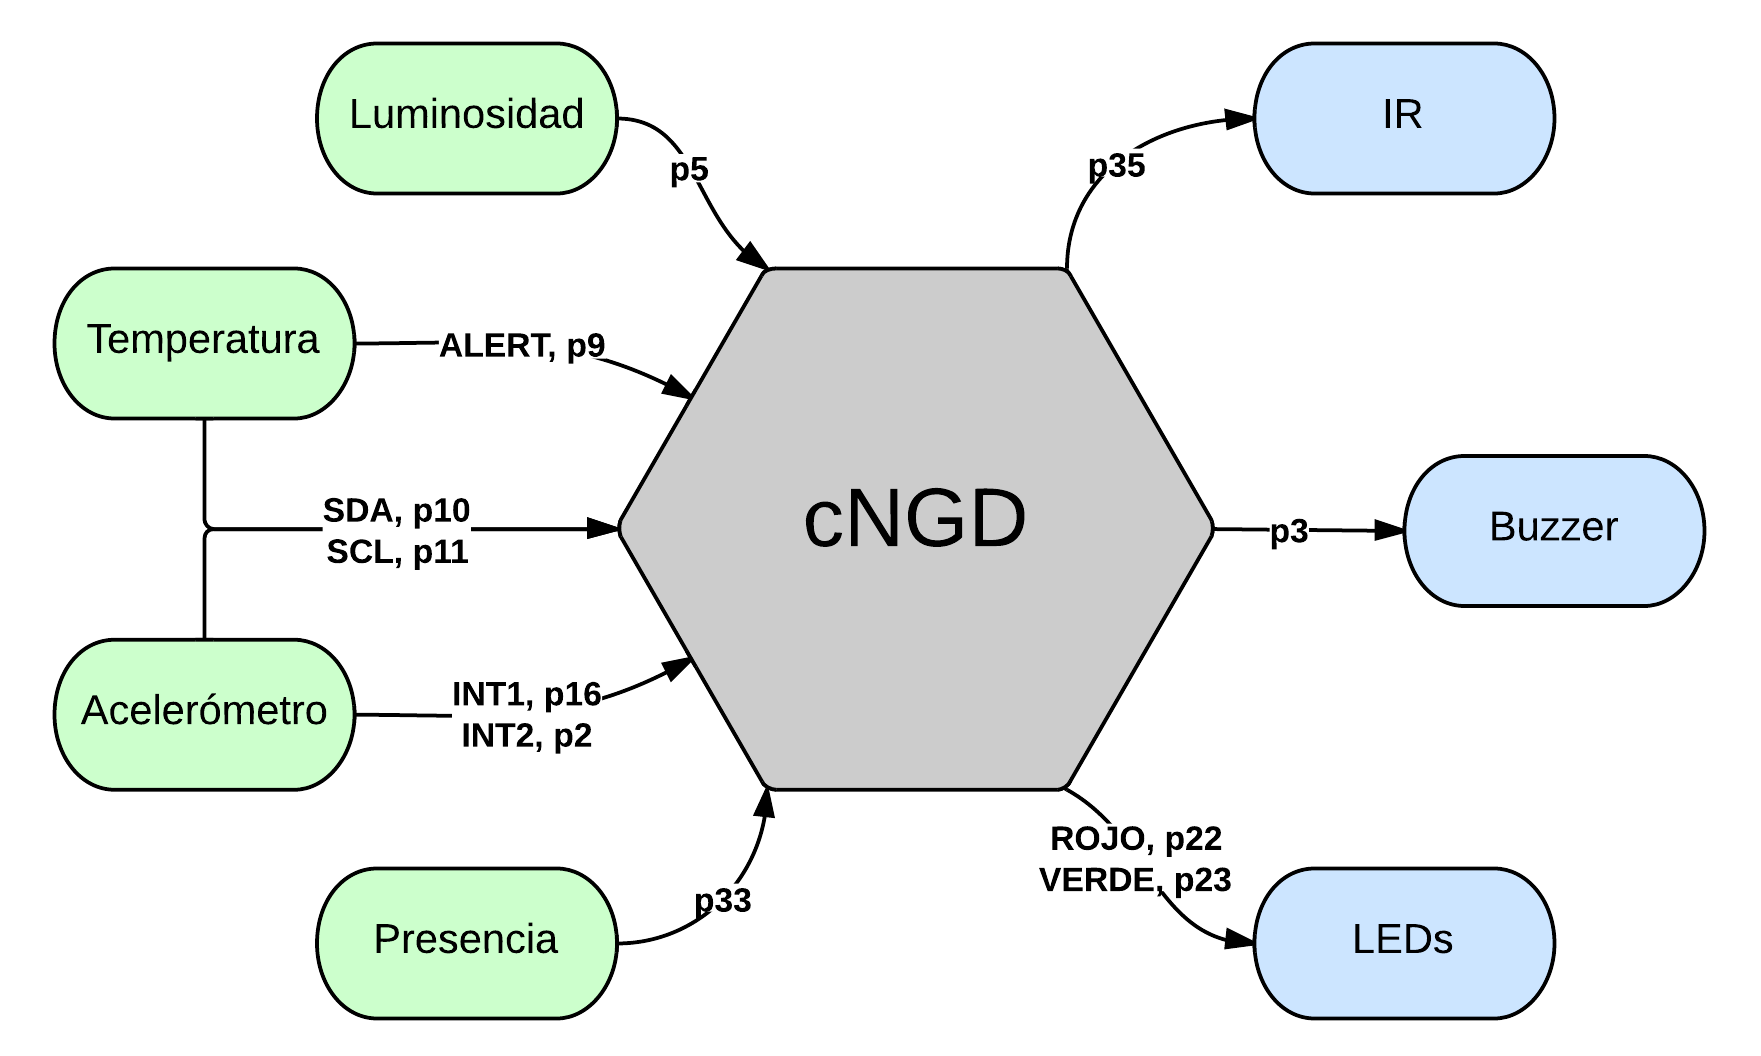 Luminosidad
p5
Temperatura
ALERT, p9
SDA, p10
SCL, p11
Acelerómetro
INT1, p16
INT2, p2
Presencia
p33
cNGD
p35
IR
p3
Buzzer
ROJO, p22
VERDE, p23
LEDs